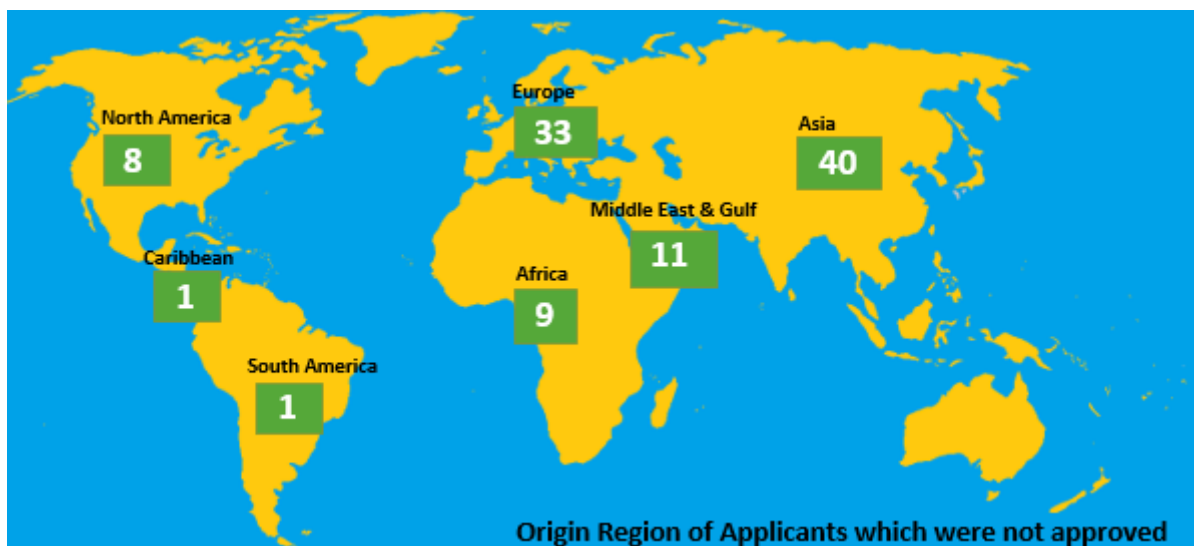 Europe
33
North America
8
Asia
40
Middle East & Gulf
11
Caribbean
1
Africa
9
South America
1
Origin Region of Applicants which were not approved